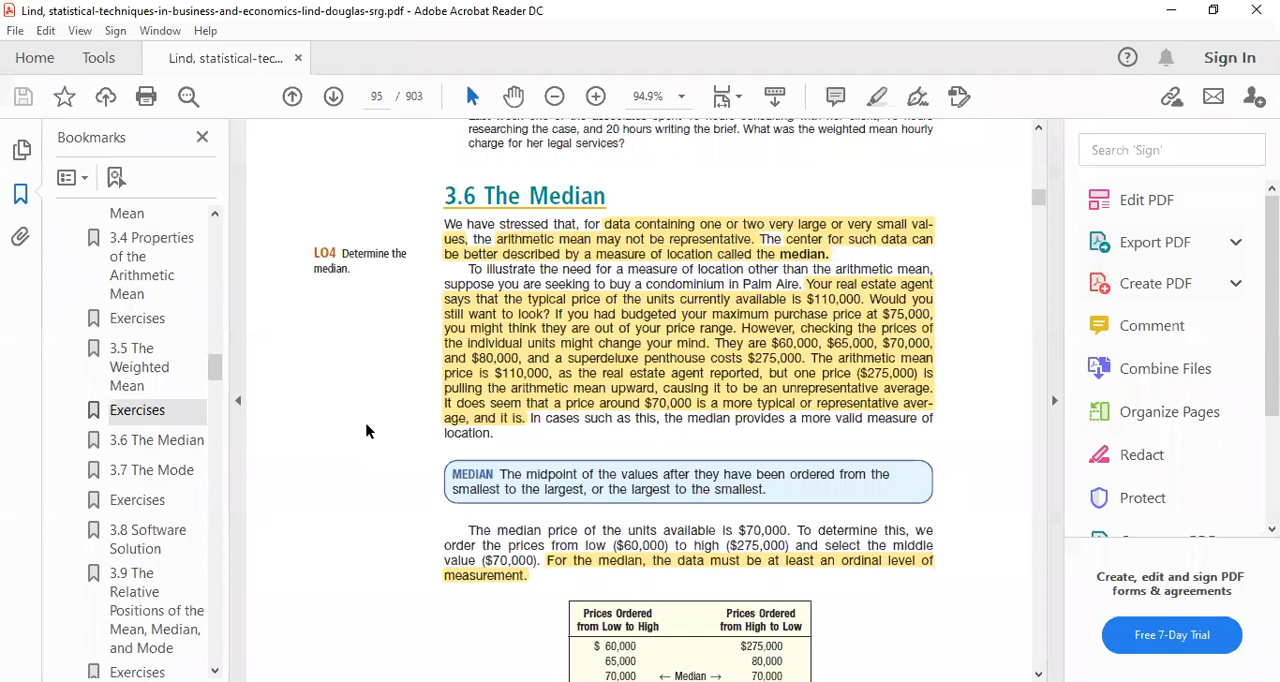 Lind, statistical-techniques-in-business-and-economics-lind-douglas-srg.pdf - Adobe Acrobat Reader DC
File Edit View Sign Window Help
Home Tools Lind, statistical-tec... ×
Sign In
95 / 903 94.9%
Bookmarks
Mean
3.4 Properties
of the
Arithmetic
Mean
Exercises
3.5 The
Weighted
Mean
Exercises
3.6 The Median
3.7 The Mode
Exercises
3.8 Software
Solution
3.9 The
Relative
Positions of the
Mean, Median,
and Mode
Exercises
researching the case, and 20 hours writing the brief. What was the weighted mean hourly
charge for her legal services?
3.6 The Median
LO4 Determine the
median.
We have stressed that, for data containing one or two very large or very small val-
ues, the arithmetic mean may not be representative. The center for such data can
be better described by a measure of location called the median.
To illustrate the need for a measure of location other than the arithmetic mean,
suppose you are seeking to buy a condominium in Palm Aire. Your real estate agent
says that the typical price of the units currently available is $110,000. Would you
still want to look? If you had budgeted your maximum purchase price at $75,000,
you might think they are out of your price range. However, checking the prices of
the individual units might change your mind. They are $60,000, $65,000, $70,000,
and $80,000, and a superdeluxe penthouse costs $275,000. The arithmetic mean
price is $110,000, as the real estate agent reported, but one price ($275,000) is
pulling the arithmetic mean upward, causing it to be an unrepresentative average.
It does seem that a price around $70,000 is a more typical or representative aver-
age, and it is. In cases such as this, the median provides a more valid measure of
location.
MEDIAN The midpoint of the values after they have been ordered from the
smallest to the largest, or the largest to the smallest.
The median price of the units available is $70,000. To determine this, we
order the prices from low ($60,000) to high ($275,000) and select the middle
value ($70,000). For the median, the data must be at least an ordinal level of
measurement.
Prices Ordered Prices Ordered
from Low to High from High to Low
$ 60,000 $275,000
65,000 80,000
70,000 ← Median → 70,000
Search 'Sign'
Edit PDF
Export PDF
Create PDF
Comment
Combine Files
Organize Pages
Redact
Protect
Create, edit and sign PDF
forms & agreements
Free 7-Day Trial